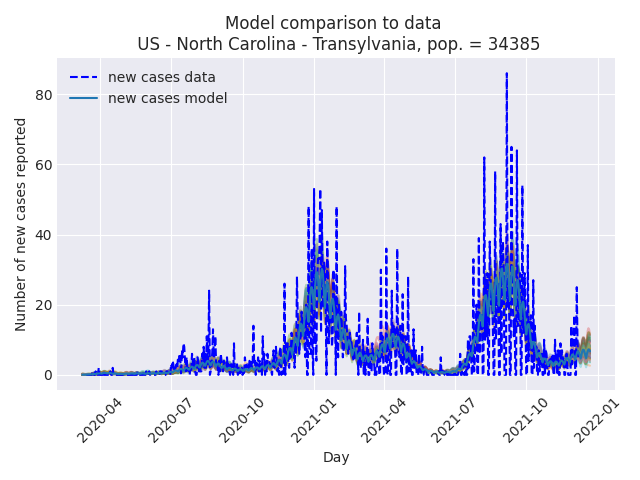 Model comparison to data
US - North Carolina - Transylvania, pop. = 34385
new cases data
new cases model
Number of new cases reported
80
60
40
20
0
2020-04
2020-07
2020-10
2021-01
2021-04
2021-07
2021-10
2022-01
Day